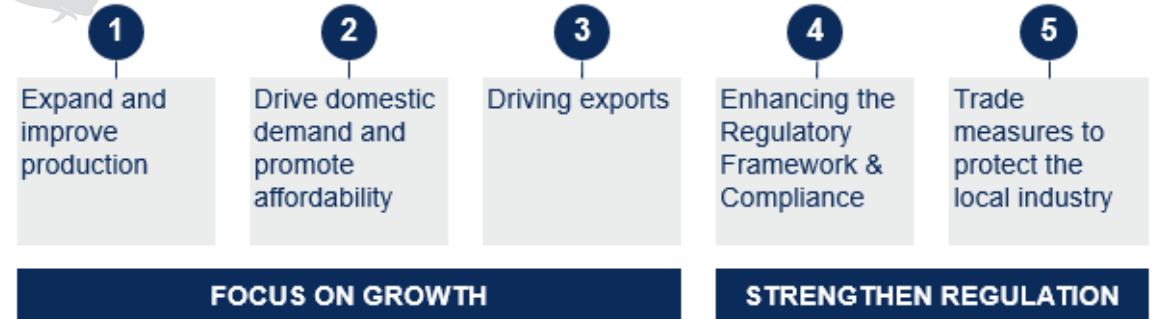 1
Expand and
improve
production
2
Drive domestic
demand and
promote
affordability
3
Driving exports
4
Enhancing the
Regulatory
Framework &
Compliance
5
Trade
measures to
protect the
local industry
FOCUS ON GROWTH
STRENGTHEN REGULATION